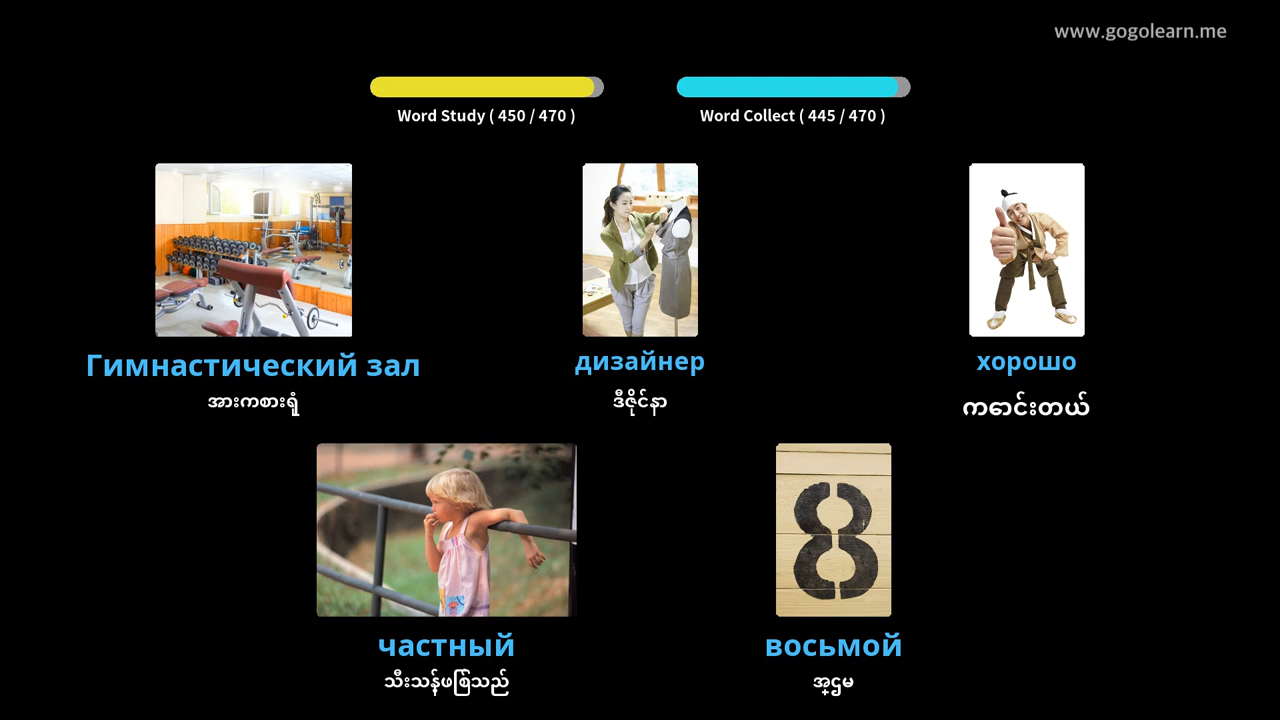 www.gogolearn.me
Word Study ( 450 / 470 )
Word Collect ( 445 / 470 )
Гимнастический зал
အားကစားရုံ
дизайнер
ဒီဇိုင်နာ
хорошо
ကောင်းတယ်
8
частный
သီးသန့်ဖြစ်သည်
восьмой
အဋ္ဌမ